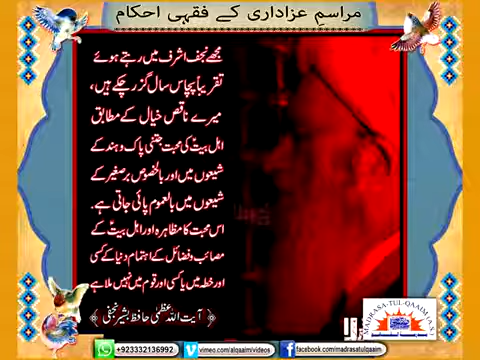 مراسمِ عزاداری کے فقہی احکام
مجھے نجف اشرف میں رہتے ہوئے
تقریباً پچاس سال گزر چکے ہیں،
میرے ناقص خیال کے مطابق
اہل بیتؑ کی محبت جتنی پاک و ہند کے
شیعوں میں اور بالخصوص برصغیر کے
شیعوں میں بالعموم پائی جاتی ہے.
اس محبت کا مظاہرہ اور اہل بیتؑ کے
مصائب و فضائل کے اہتمام دنیا کے کسی
اور خطہ میں یا کسی اور قوم میں نہیں ملا ہے
﴿آیت اللہ العظمیٰ حافظ بشیر نجفی﴾
MADRASA-TUL-QAAIM (A.S)
+923332136992
vimeo.com/alqaaim/videos
facebook.com/madrasatulqaaim